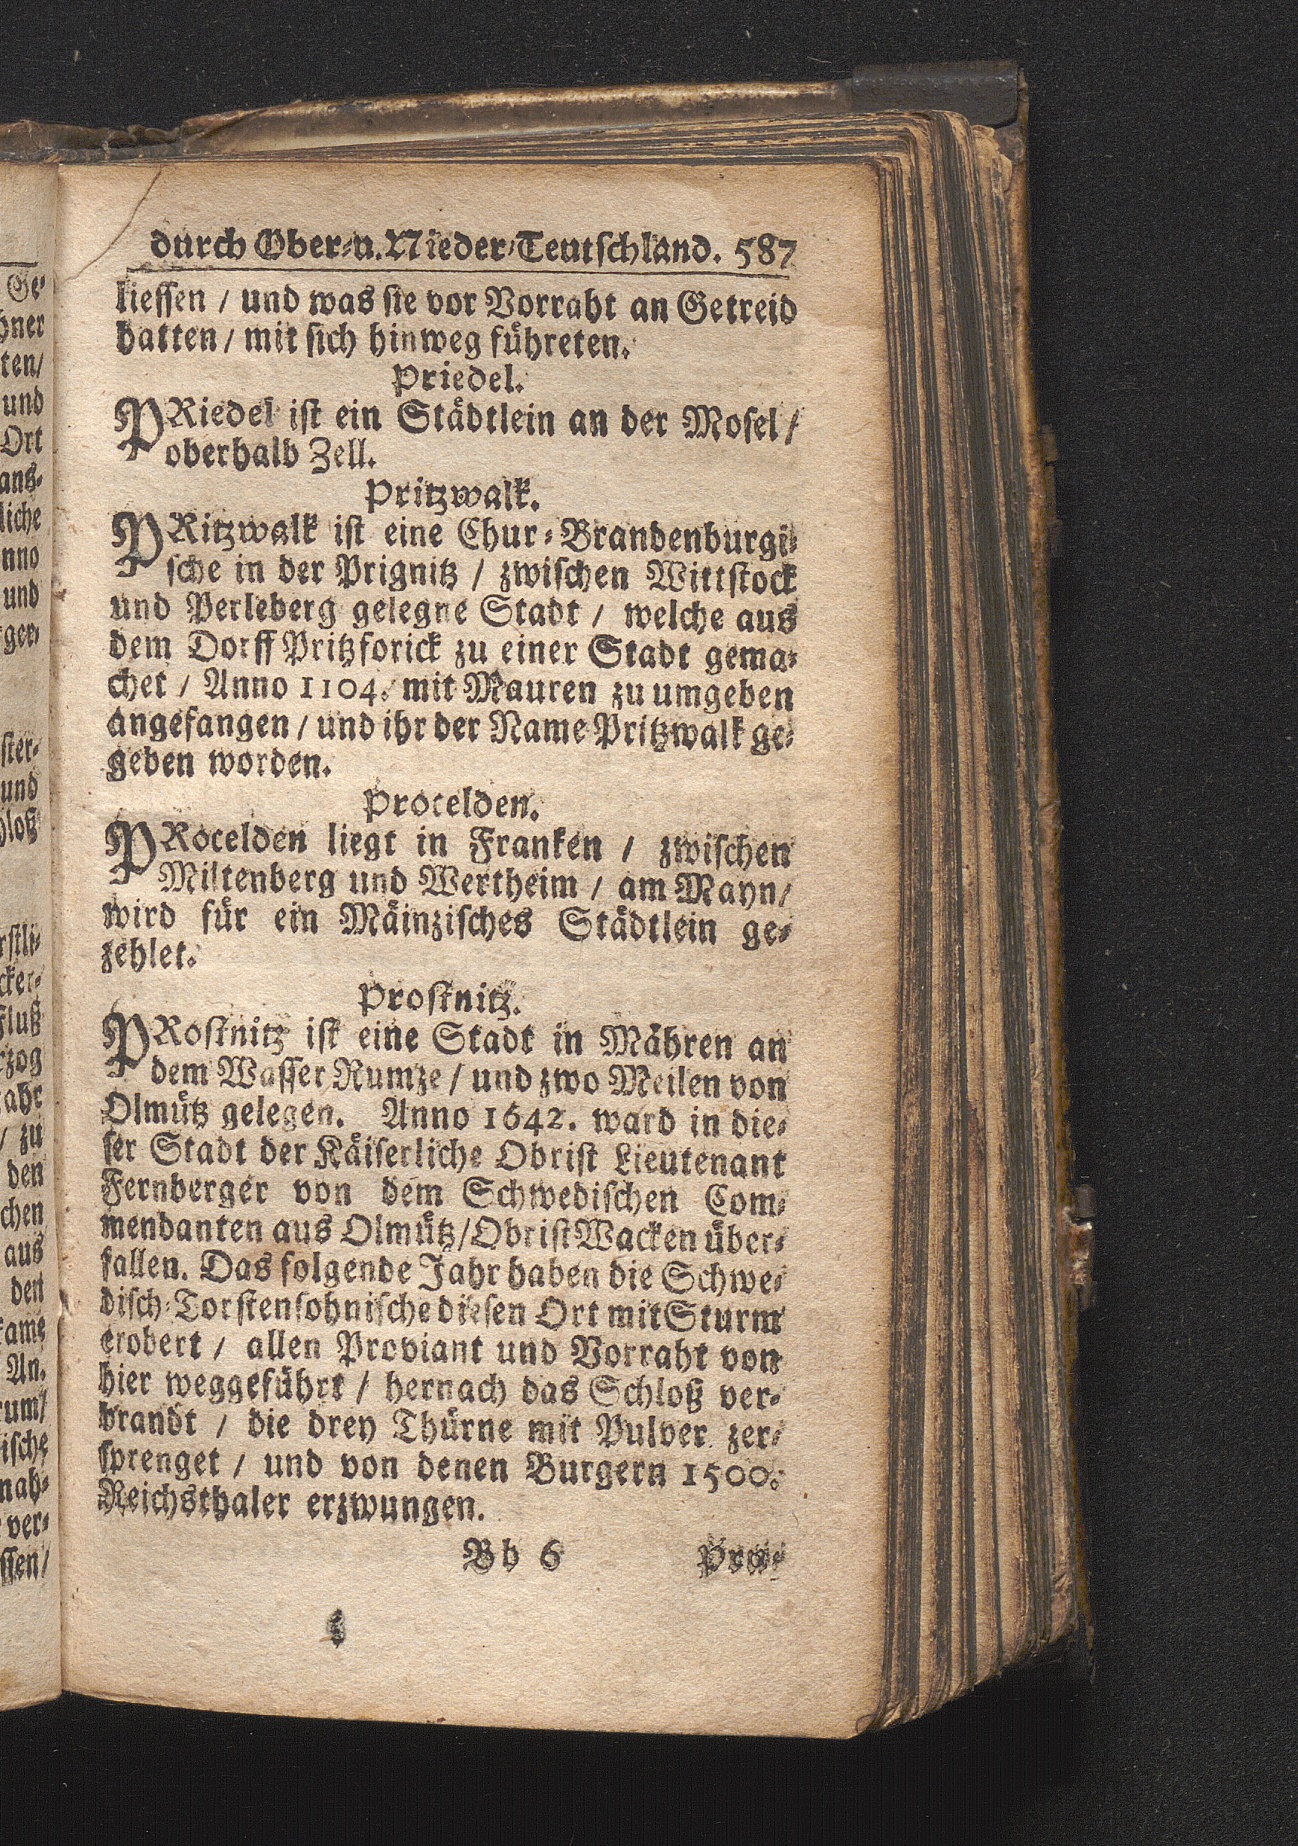 durch Ober-u. Nieder-Teutschland. 587
liessen / und was sie vor Vorraht an Getreid
hatten / mit sich hinweg führeten.
Priedel.
PRiedel ist ein Städtlein an der Mosel /
oberhalb Zell.
Pritzwalk.
PRitzwalk ist eine Chur-Brandenburgi-
sche in der Prignitz / zwischen Wittstock
und Perleberg gelegne Stadt / welche aus
dem Dorff Pritzforick zu einer Stadt gema-
chet / Anno 1104. mit Mauren zu umgeben
angefangen / und ihr der Name Pritzwalk ge-
geben worden.
Procelden.
PRocelden liegt in Franken / zwischen
Miltenberg und Wertheim / am Mayn /
wird für ein Mäinzisches Städtlein ge-
zehlet.
Prostnitz.
PRostnitz ist eine Stadt in Mähren an
dem Wasser Rumze / und zwo Meilen von
Olmütz gelegen. Anno 1642. ward in die-
ser Stadt der Käiserliche Obrist Lieutenant
Fernberger von dem Schwedischen Com-
mendanten aus Olmütz / Obrist Wacken über-
fallen. Das folgende Jahr haben die Schwe-
disch-Torstensohnische diesen Ort mit Sturm
erobert / allen Proviant und Vorraht von
hier weggeführt / hernach das Schloß ver-
brandt / die drey Thürne mit Pulver zer-
sprenget / und von denen Burgern 1500.
Reichsthaler erzwungen.
Bb 6